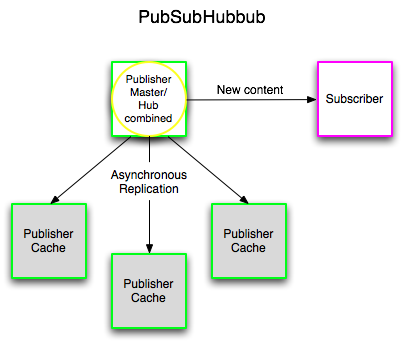 PubSubHubbub
Publisher
Master/
Hub
combined
New content
Subscriber
Asynchronous
Replication
Publisher
Cache
Publisher
Cache
Publisher
Cache